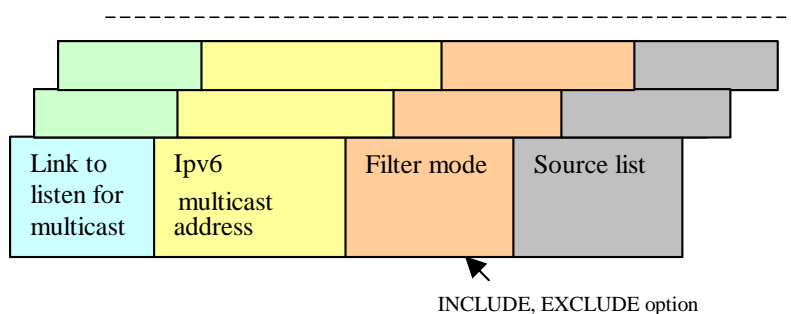 Link to
listen for
multicast
Ipv6
multicast
address
Filter mode
Source list
INCLUDE, EXCLUDE option